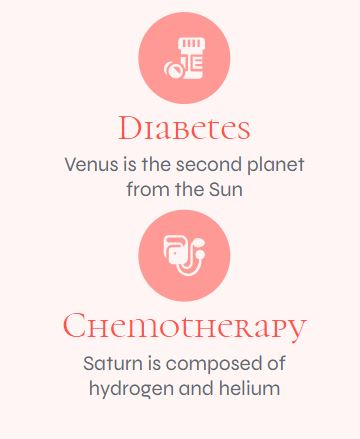 Diabetes
Venus is the second planet
from the Sun
Chemotherapy
Saturn is composed of
hydrogen and helium